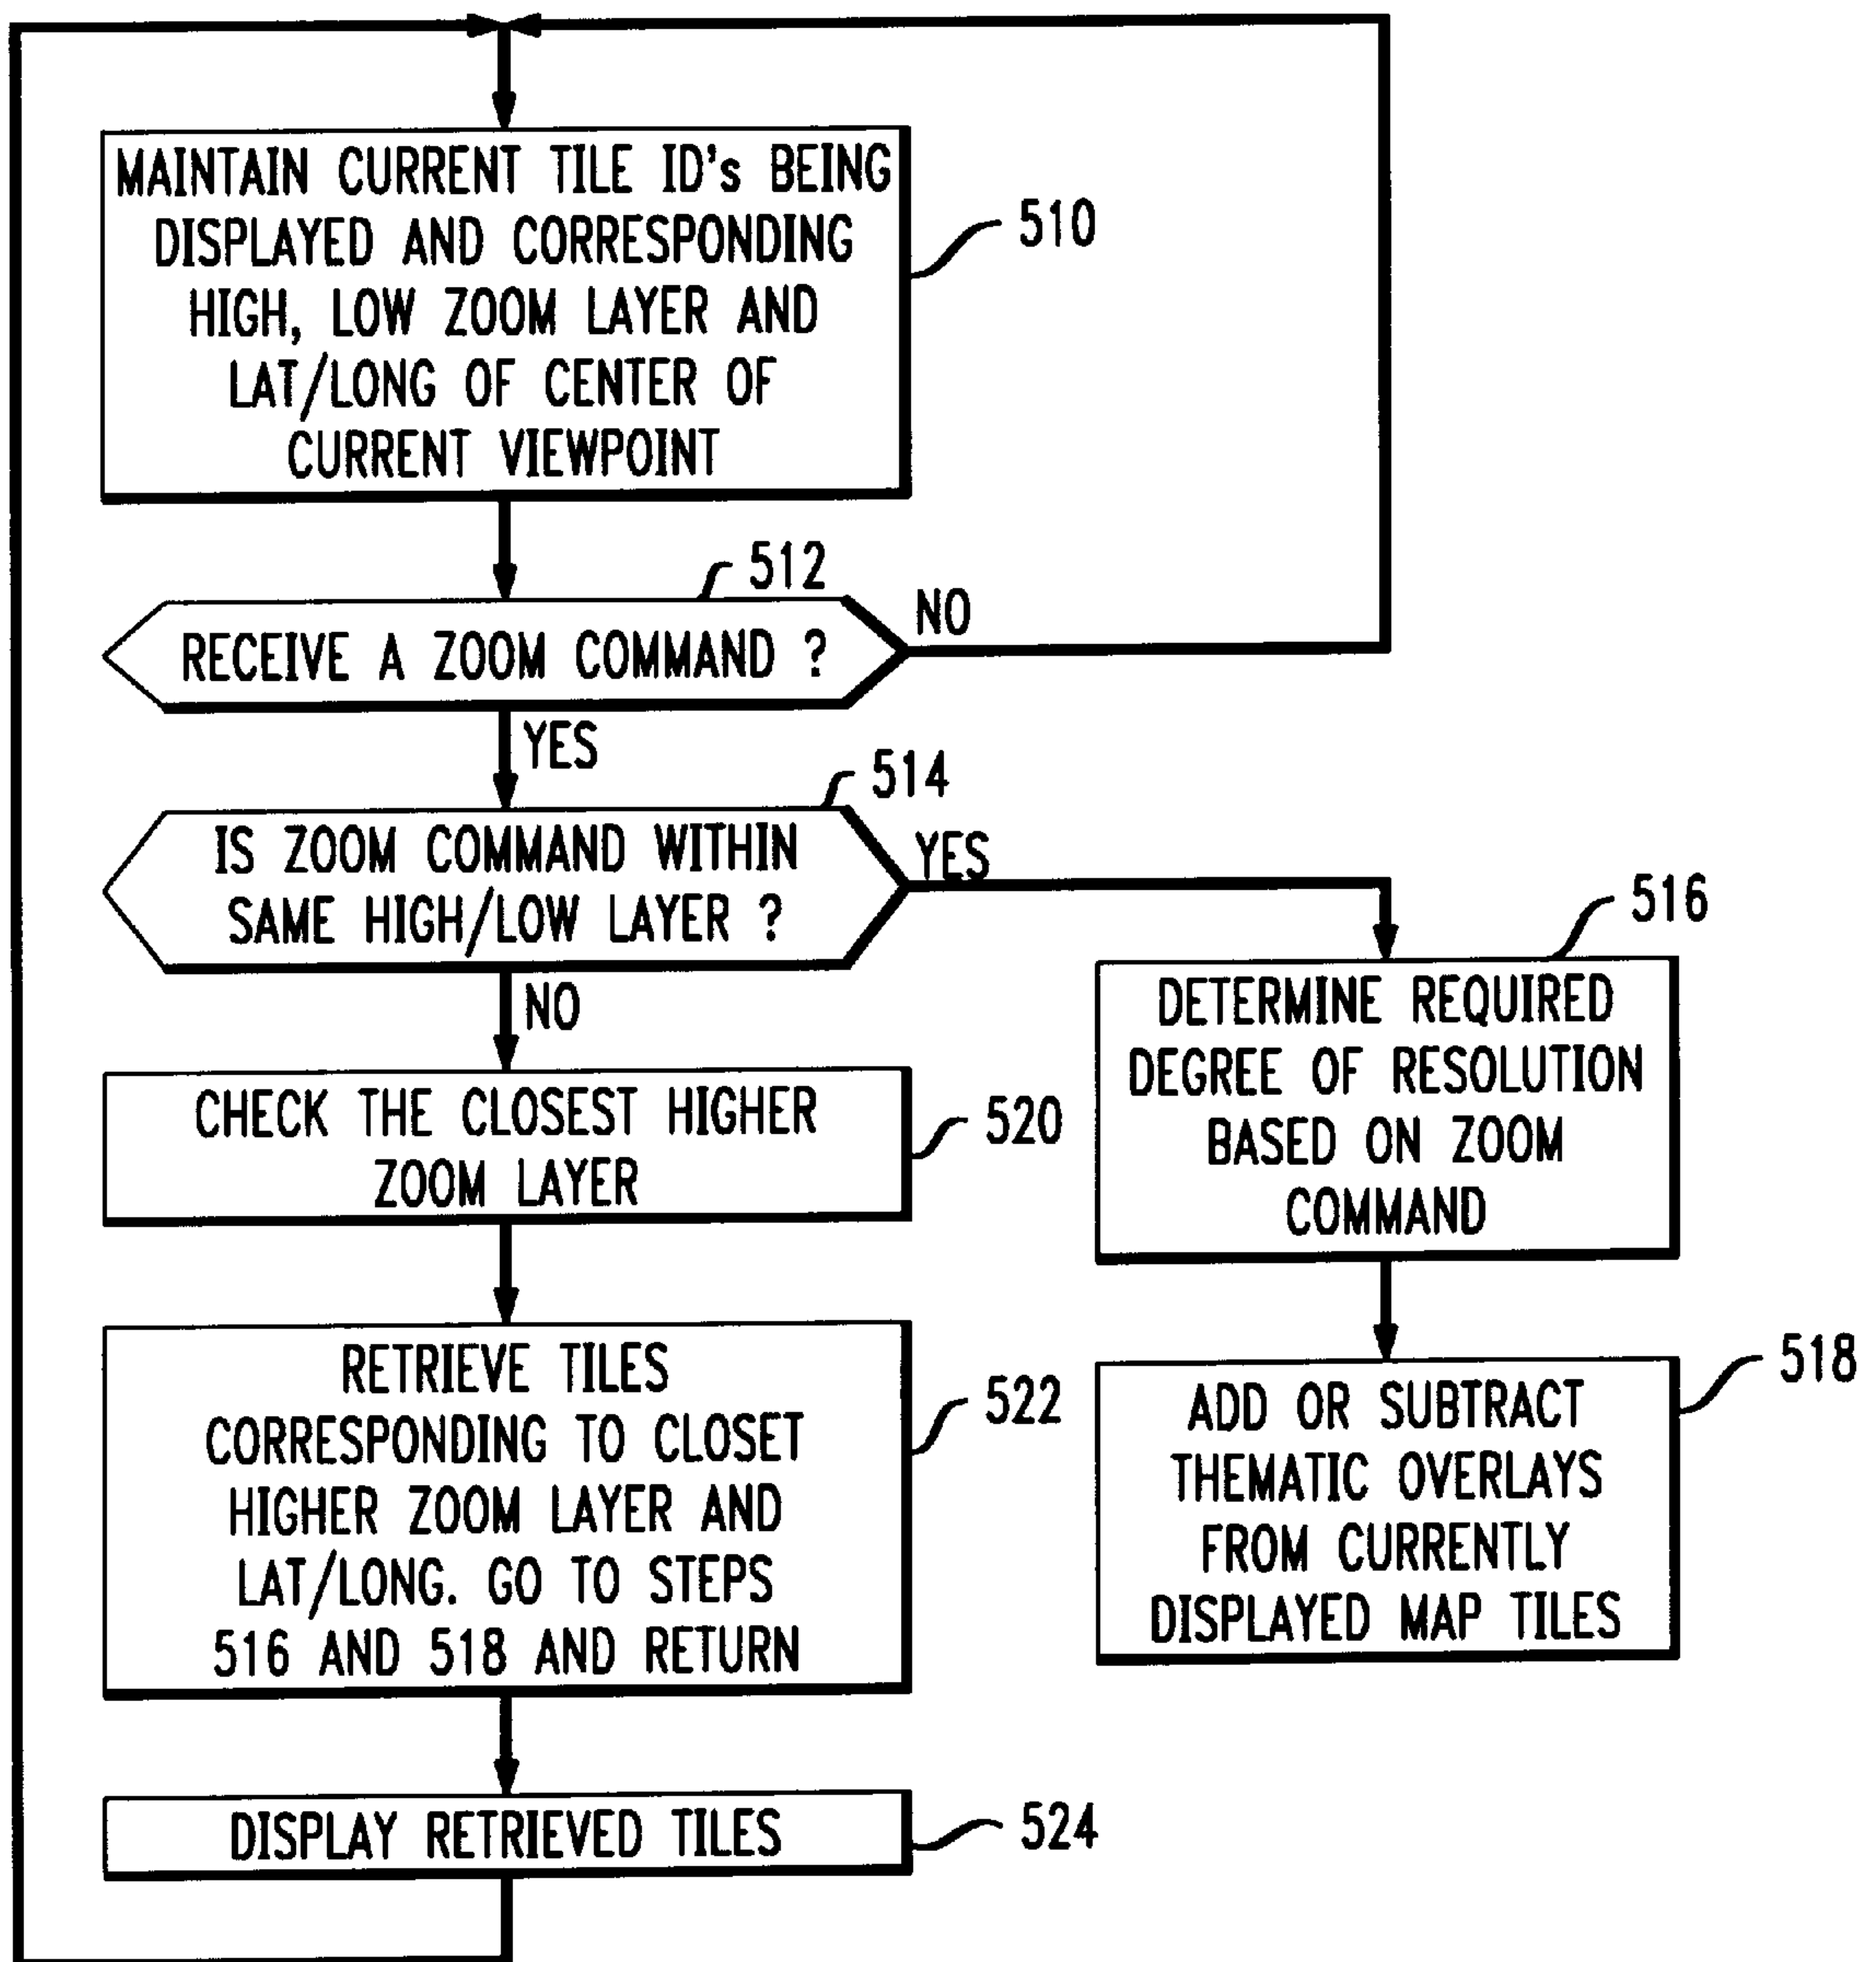 MAINTAIN CURRENT TILE ID's BEING
DISPLAYED AND CORRESPONDING
HIGH, LOW ZOOM LAYER AND
LAT/LONG OF CENTER OF
CURRENT VIEWPOINT
510
512
RECEIVE A ZOOM COMMAND ?
NO
YES
514
IS ZOOM COMMAND WITHIN
SAME HIGH/LOW LAYER ?
YES
NO
516
DETERMINE REQUIRED
DEGREE OF RESOLUTION
BASED ON ZOOM
COMMAND
CHECK THE CLOSEST HIGHER
ZOOM LAYER
520
518
ADD OR SUBTRACT
THEMATIC OVERLAYS
FROM CURRENTLY
DISPLAYED MAP TILES
RETRIEVE TILES
CORRESPONDING TO CLOSET
HIGHER ZOOM LAYER AND
LAT/LONG. GO TO STEPS
516 AND 518 AND RETURN
522
DISPLAY RETRIEVED TILES
524